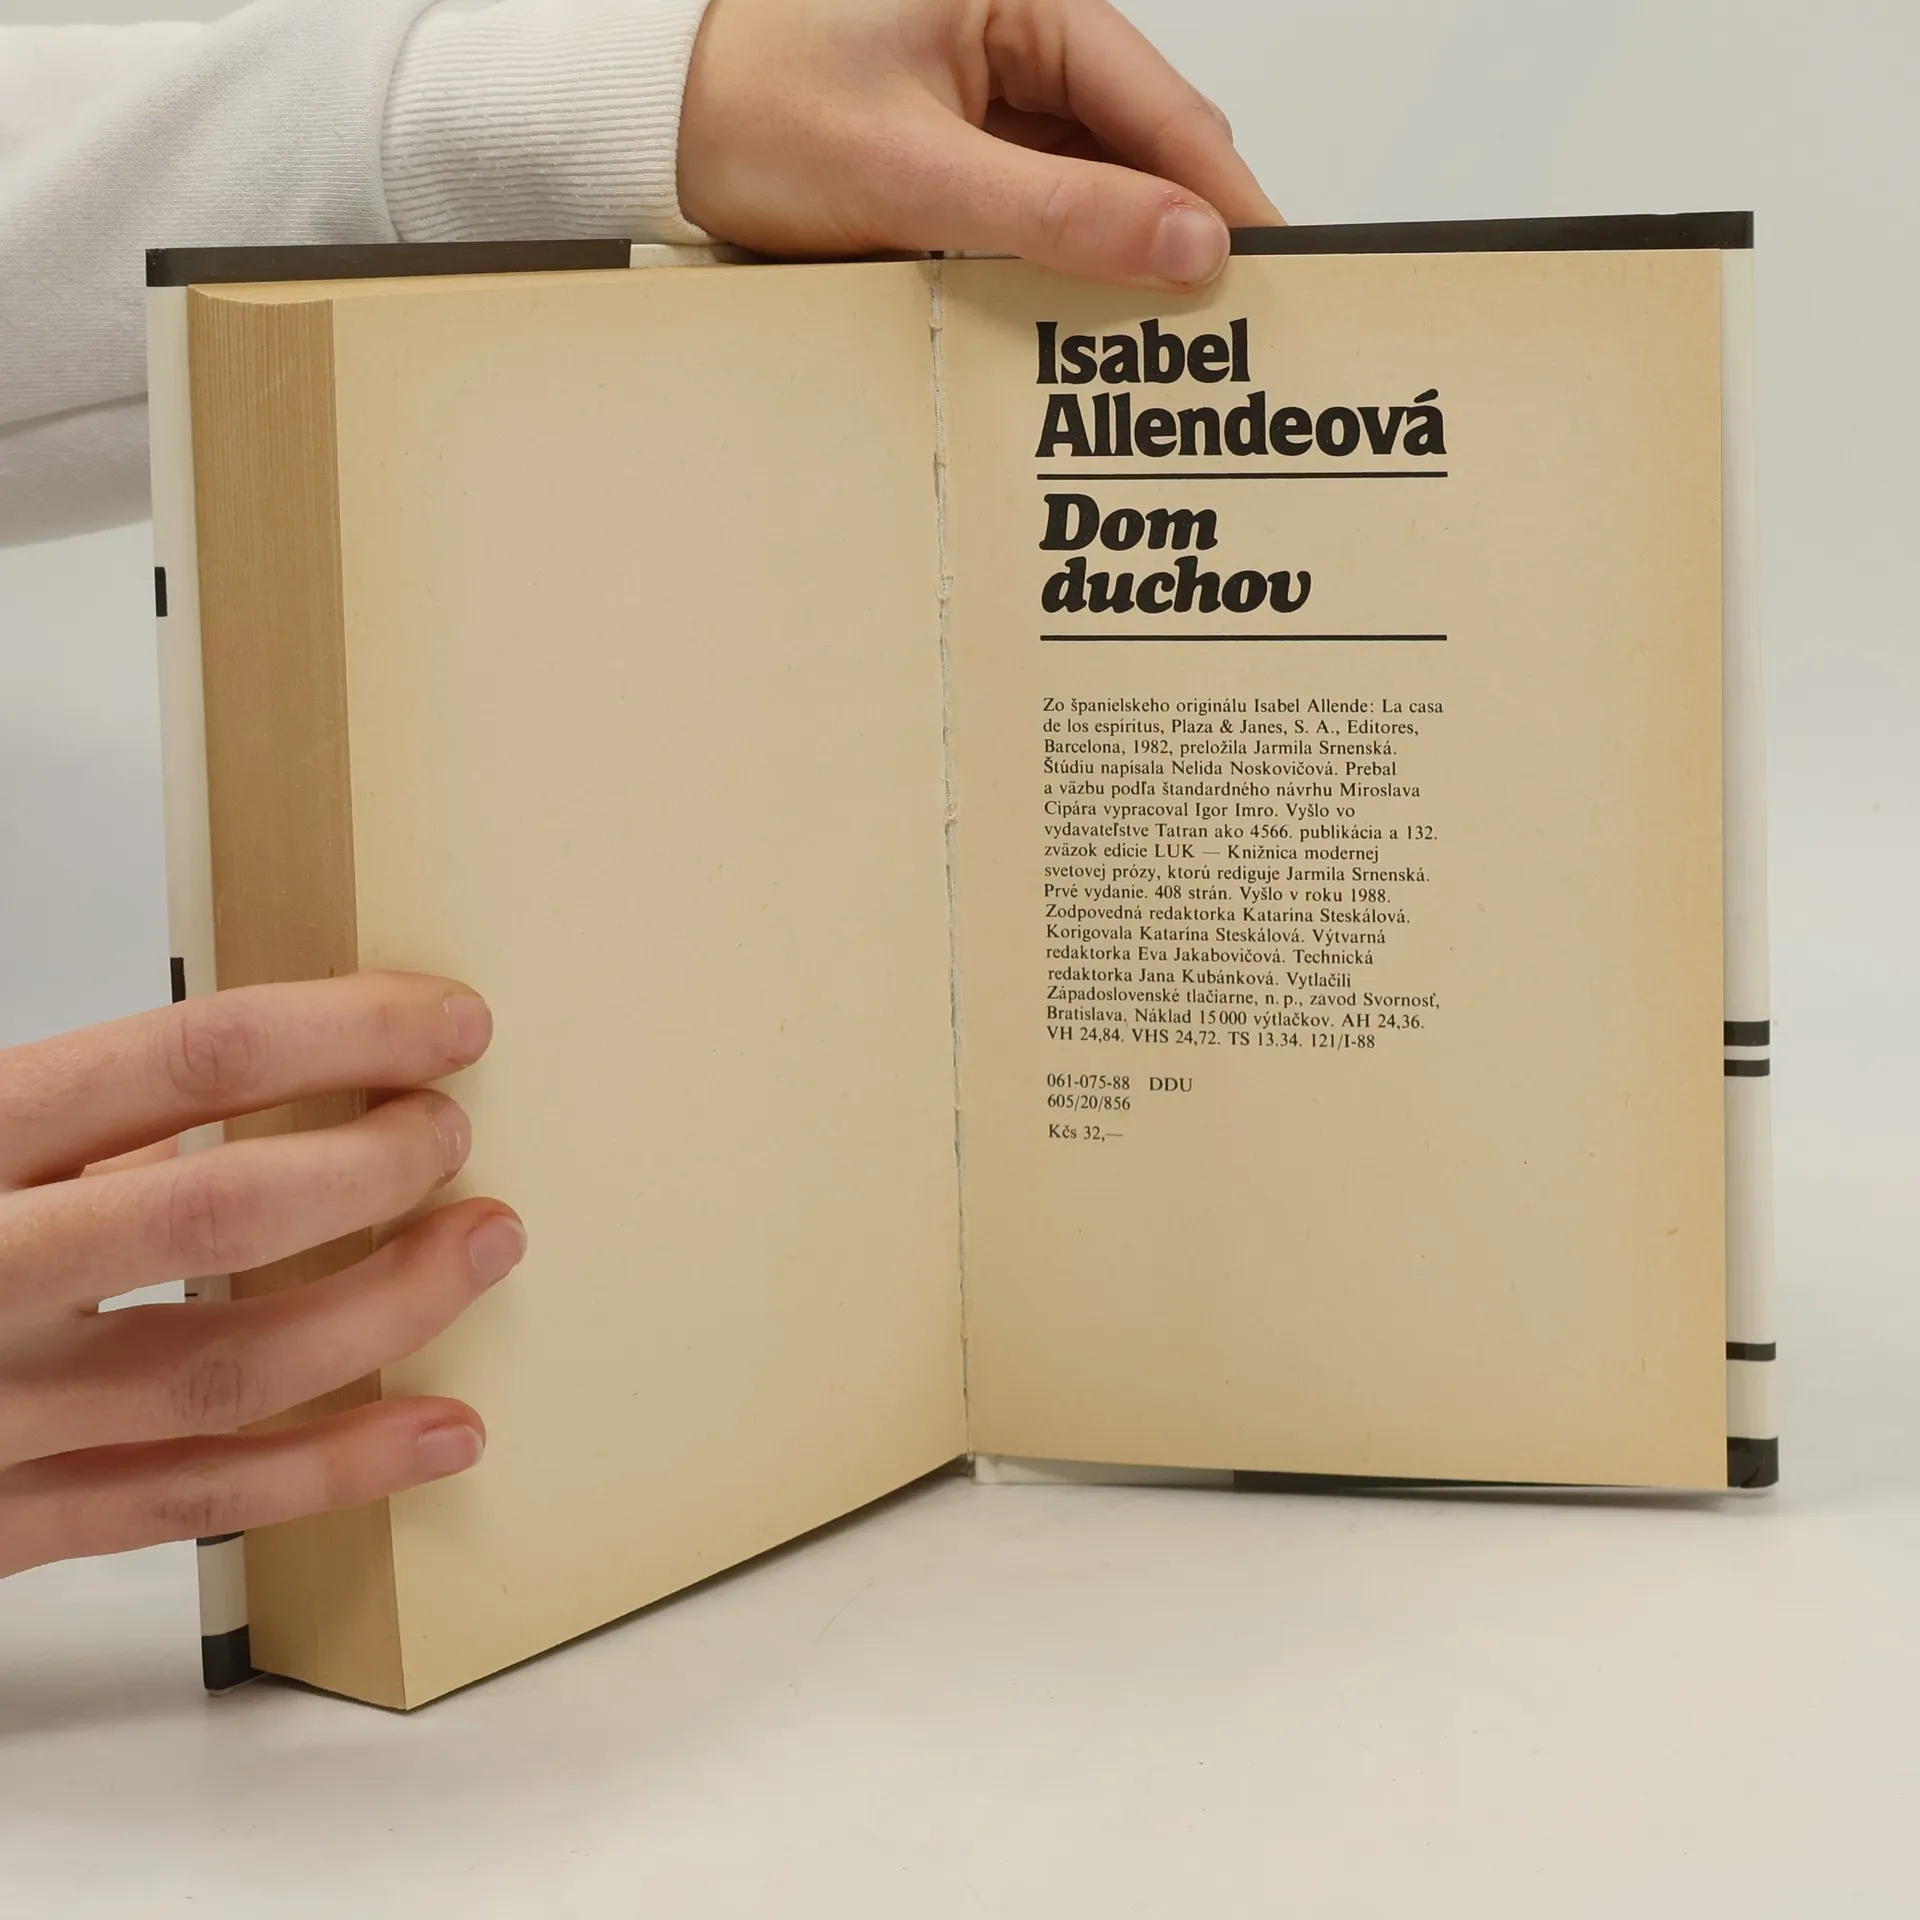 Isabel
Allendeová
Dom
duchov
Zo španielskeho originálu Isabel Allende: La casa
de los espíritus, Plaza & Janes, S. A., Editores,
Barcelona, 1982, preložila Jarmila Srnenská.
Štúdiu napísala Nelida Noskovičová. Prebal
a väzbu podľa štandardného návrhu Miroslava
Cipára vypracoval Igor Imro. Vyšlo vo
vydavateľstve Tatran ako 4566. publikácia a 132.
zväzok edície LUK — Knižnica modernej
svetovej prózy, ktorú rediguje Jarmila Srnenská.
Prvé vydanie. 408 strán. Vyšlo v roku 1988.
Zodpovedná redaktorka Katarína Steskálová.
Korigovala Katarína Steskálová. Výtvarná
redaktorka Eva Jakabovičová. Technická
redaktorka Jana Kubánková. Vytlačili
Západoslovenské tlačiarne, n. p., závod Svornosť,
Bratislava. Náklad 15 000 výtlačkov. AH 24,36.
VH 24,84. VHS 24,72. TS 13.34. 121/I-88
061-075-88 DDU
605/20/856
Kčs 32,—